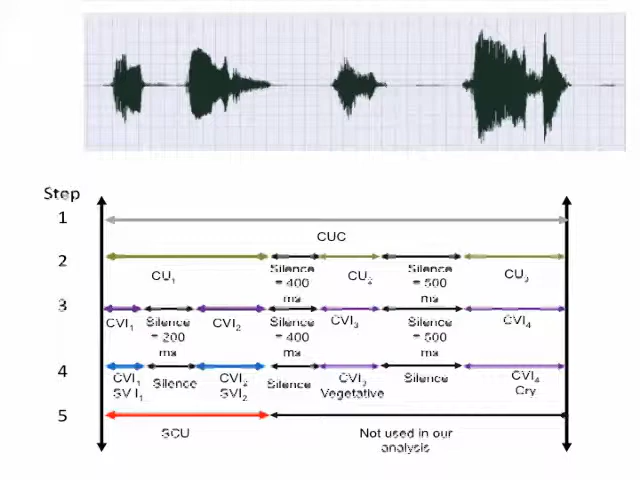 Step
1
CUC
2
CU1
Silence = 400 ms
CU2
Silence = 500 ms
CU3
3
CVI1
Silence = 200 ms
CVI2
Silence = 400 ms
CVI3
Silence = 500 ms
CVI4
4
CVI1 SVI1
Silence
CVI2 SVI2
Silence
CVI3 Vegetative
Silence
CVI4 Cry
5
SCU
Not used in our analysis